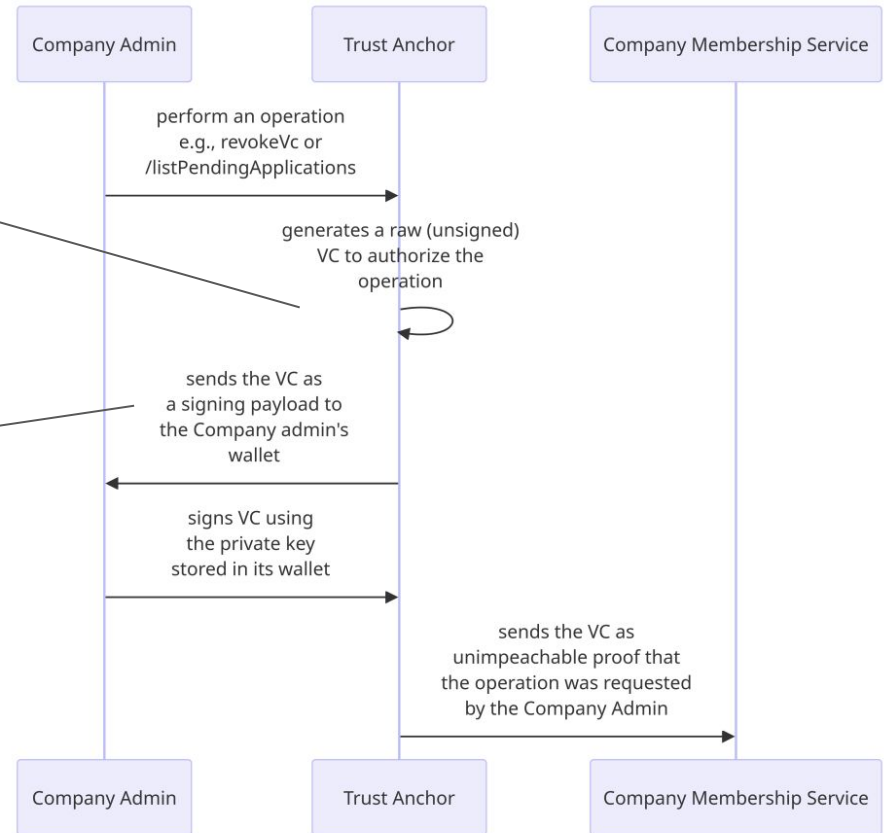 Company Admin
Trust Anchor
Company Membership Service
perform an operation
e.g., revokeVc or
/listPendingApplications
generates a raw (unsigned)
VC to authorize the
operation
sends the VC as
a signing payload to
the Company admin's
wallet
signs VC using
the private key
stored in its wallet
sends the VC as
unimpeachable proof that
the operation was requested
by the Company Admin
Company Admin
Trust Anchor
Company Membership Service